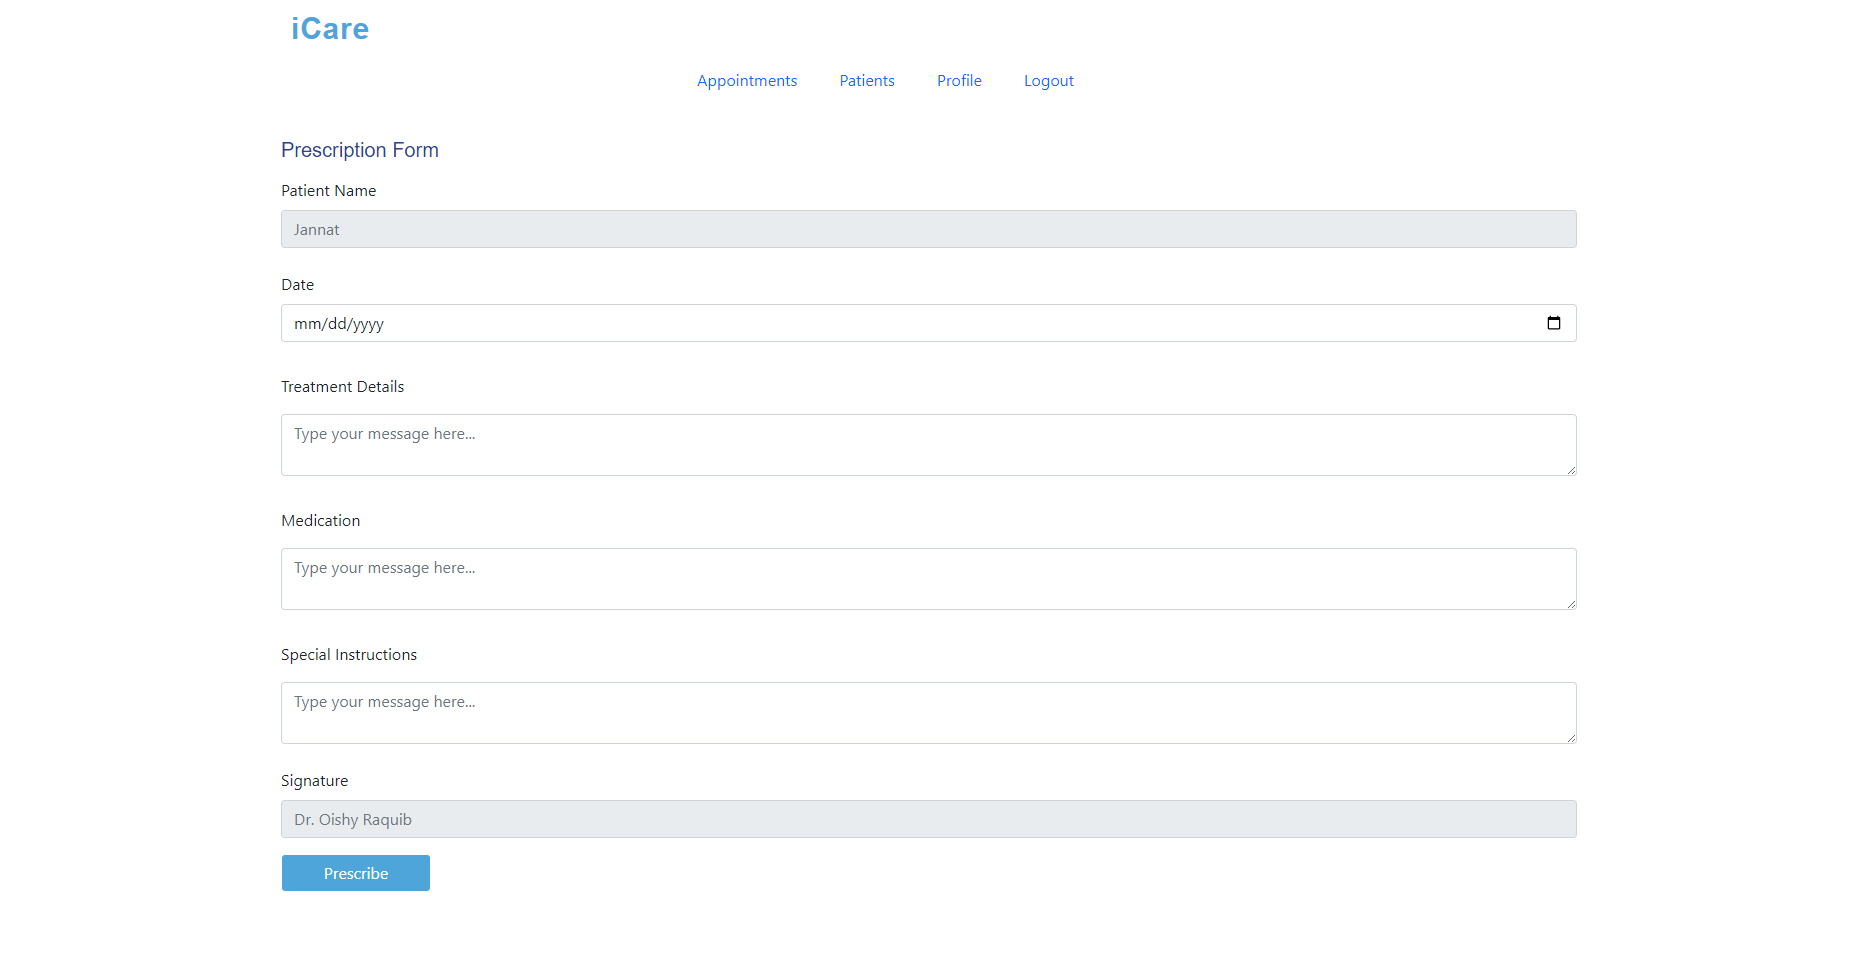 iCare
Appointments Patients Profile Logout
Prescription Form
Patient Name
Jannat
Date
mm/dd/yyyy
Treatment Details
Type your message here...
Medication
Type your message here...
Special Instructions
Type your message here...
Signature
Dr. Oishy Raquib
Prescribe